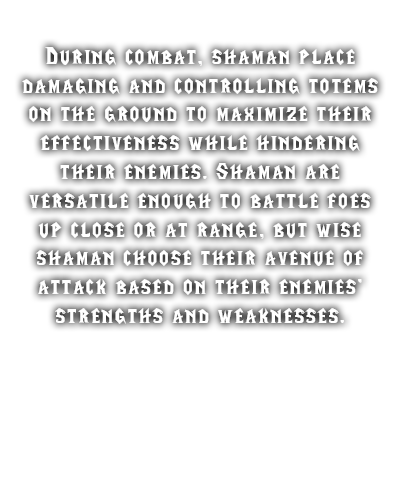 During combat, shaman place
damaging and controlling totems
on the ground to maximize their
effectiveness while hindering
their enemies. Shaman are
versatile enough to battle foes
up close or at range, but wise
shaman choose their avenue of
attack based on their enemies'
strengths and weaknesses.